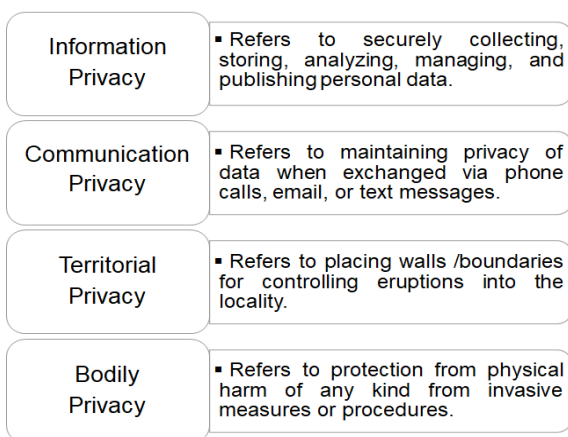 Information
Privacy
▪ Refers to securely collecting,
storing, analyzing, managing, and
publishing personal data.
Communication
Privacy
▪ Refers to maintaining privacy of
data when exchanged via phone
calls, email, or text messages.
Territorial
Privacy
▪ Refers to placing walls /boundaries
for controlling eruptions into the
locality.
Bodily
Privacy
▪ Refers to protection from physical
harm of any kind from invasive
measures or procedures.